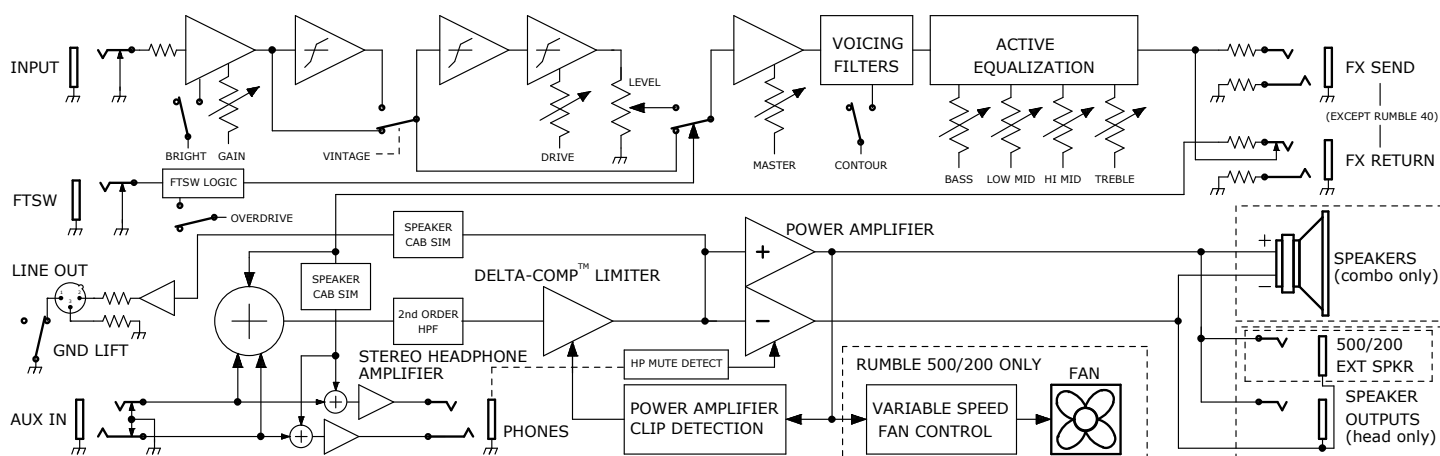 INPUT
BRIGHT
GAIN
VINTAGE
DRIVE
LEVEL
MASTER
VOICING
FILTERS
CONTOUR
ACTIVE
EQUALIZATION
BASS
LOW MID
HI MID
TREBLE
FX SEND
(EXCEPT RUMBLE 40)
FX RETURN
FTSW
FTSW LOGIC
OVERDRIVE
SPEAKER
CAB SIM
POWER AMPLIFIER
LINE OUT
1
2
3
SPEAKER
CAB SIM
DELTA-COMP™ LIMITER
SPEAKERS
(combo only)
+
−
GND LIFT
2nd ORDER
HPF
+
−
STEREO HEADPHONE
AMPLIFIER
HP MUTE DETECT
RUMBLE 500/200 ONLY
FAN
500/200
EXT SPKR
AUX IN
PHONES
POWER AMPLIFIER
CLIP DETECTION
VARIABLE SPEED
FAN CONTROL
SPEAKER
OUTPUTS
(head only)